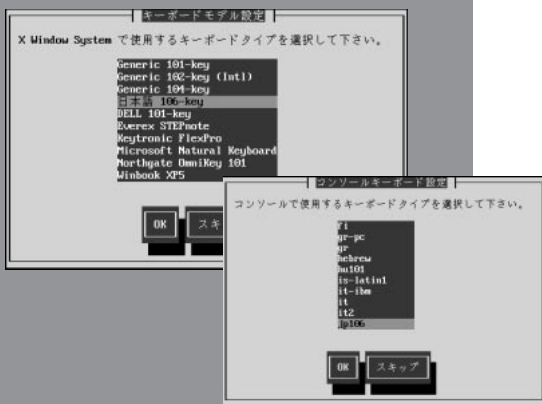 キーボードモデル設定
X Window System で使用するキーボードタイプを選択して下さい。
Generic 101-key
Generic 102-key (Intl)
Generic 104-key
日本語 106-key
DELL 101-key
Everex STEPnote
Keytronic FlexPro
Microsoft Natural Keyboard
Northgate OmniKey 101
Winbook XP5
OK
スキ
コンソールキーボード設定
コンソールで使用するキーボードタイプを選択して下さい。
fi
gr-pc
gr
hebrew
hu101
is-latin1
it-ibm
it
it2
jp106
OK
スキップ